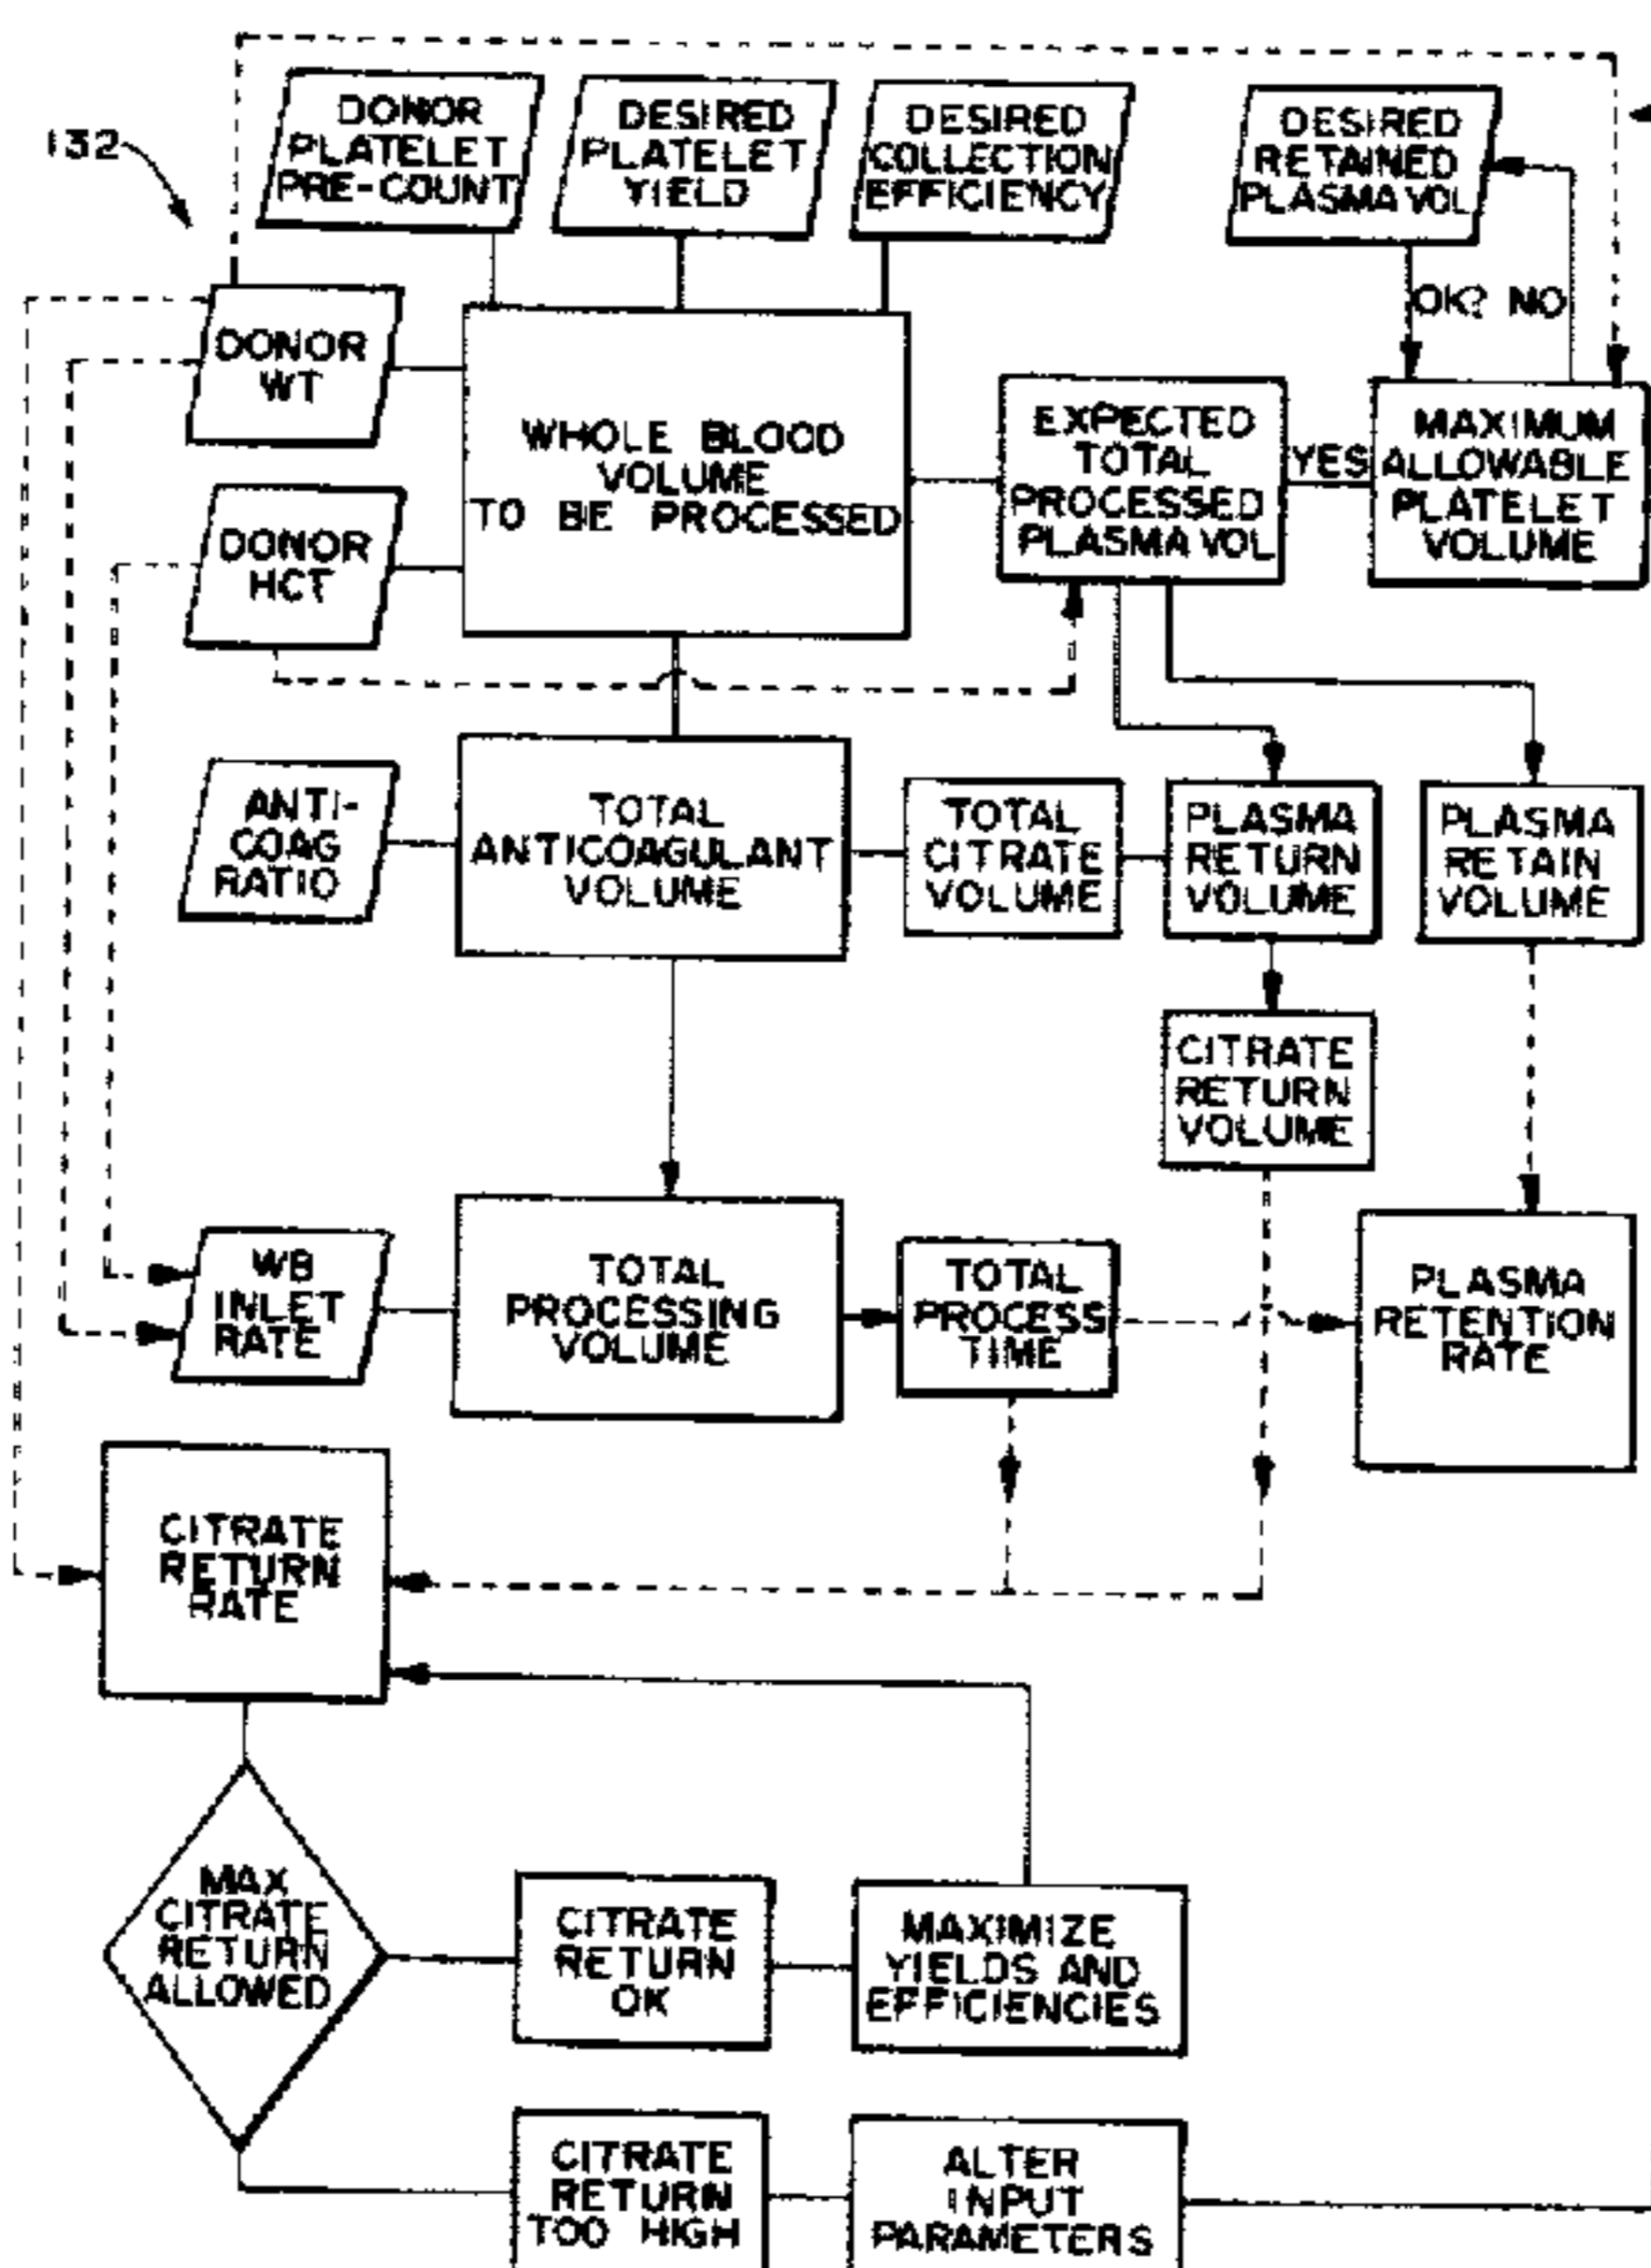 132
DONOR
PLATELET
PRE-COUNT
DESIRED
PLATELET
YIELD
DESIRED
COLLECTION
EFFICIENCY
DESIRED
RETAINED
PLASMA VOL
OK? NO
DONOR
WT
WHOLE BLOOD
VOLUME
TO BE PROCESSED
EXPECTED
TOTAL
PROCESSED
PLASMA VOL
YES
MAXIMUM
ALLOWABLE
PLATELET
VOLUME
DONOR
HCT
ANTI-
COAG
RATIO
TOTAL
ANTICOAGULANT
VOLUME
TOTAL
CITRATE
VOLUME
PLASMA
RETURN
VOLUME
PLASMA
RETAIN
VOLUME
CITRATE
RETURN
VOLUME
WB
INLET
RATE
TOTAL
PROCESSING
VOLUME
TOTAL
PROCESS
TIME
PLASMA
RETENTION
RATE
CITRATE
RETURN
RATE
MAX
CITRATE
RETURN
ALLOWED
CITRATE
RETURN
OK
MAXIMIZE
YIELDS AND
EFFICIENCIES
CITRATE
RETURN
TOO HIGH
ALTER
INPUT
PARAMETERS